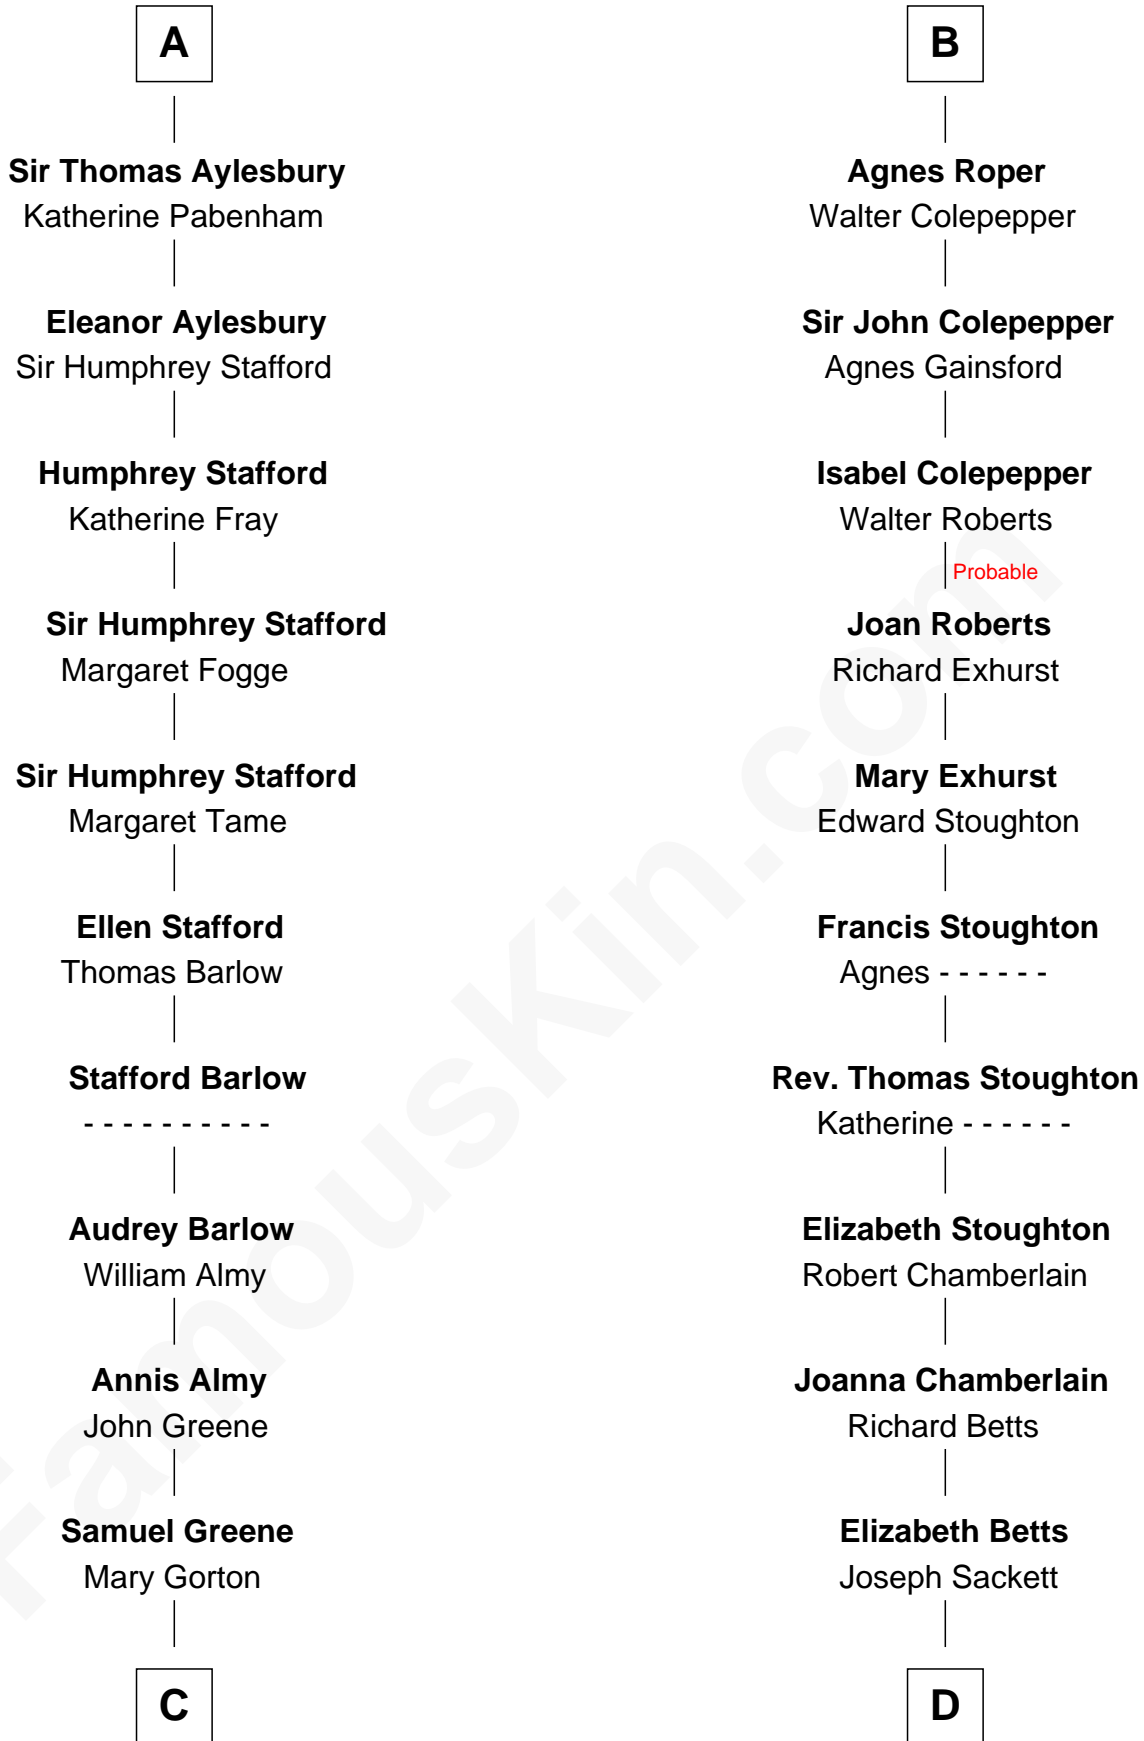 A
Sir Thomas Aylesbury
Katherine Pabenham
Eleanor Aylesbury
Sir Humphrey Stafford
Humphrey Stafford
Katherine Fray
Sir Humphrey Stafford
Margaret Fogge
Sir Humphrey Stafford
Margaret Tame
Ellen Stafford
Thomas Barlow
Stafford Barlow
- - - - - - - - - -
Audrey Barlow
William Almy
Annis Almy
John Greene
Samuel Greene
Mary Gorton
C
B
Agnes Roper
Walter Colepepper
Sir John Colepepper
Agnes Gainsford
Isabel Colepepper
Walter Roberts
Probable
Joan Roberts
Richard Exhurst
Mary Exhurst
Edward Stoughton
Francis Stoughton
Agnes - - - - - -
Rev. Thomas Stoughton
Katherine - - - - - -
Elizabeth Stoughton
Robert Chamberlain
Joanna Chamberlain
Richard Betts
Elizabeth Betts
Joseph Sackett
D
FamousKin.com